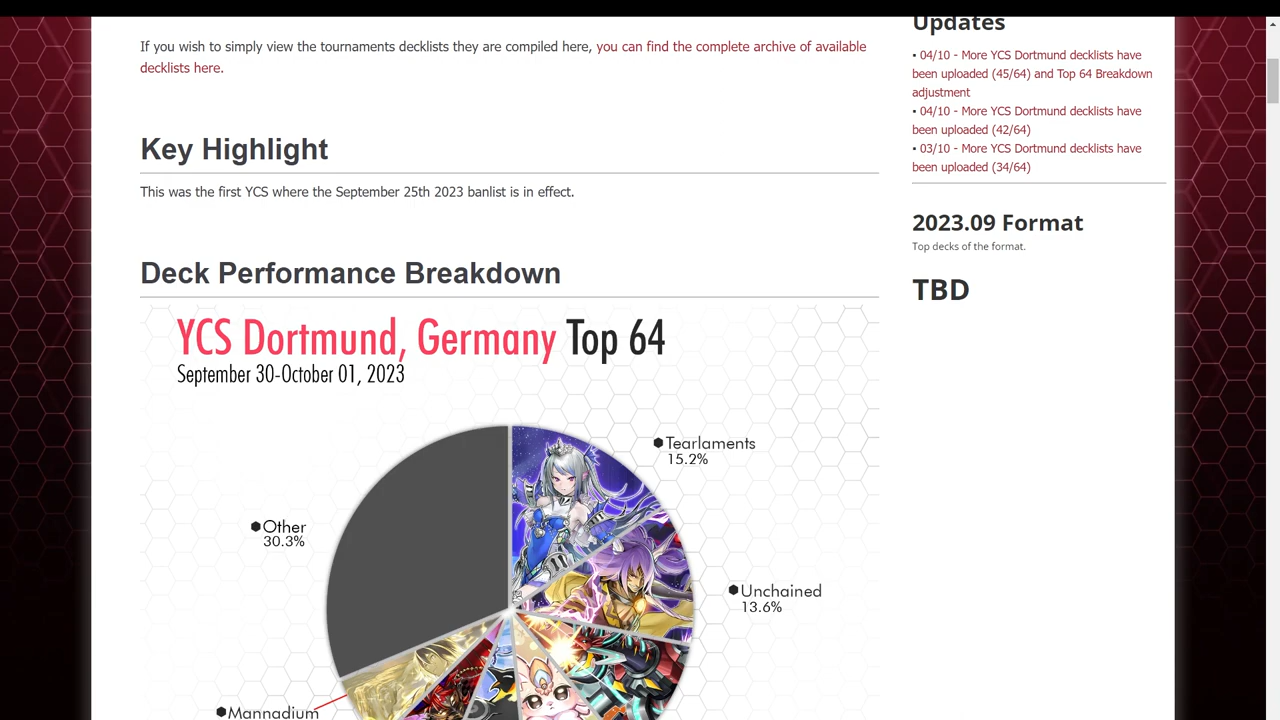 If you wish to simply view the tournaments decklists they are compiled here, you can find the complete archive of available
decklists here.
Key Highlight
This was the first YCS where the September 25th 2023 banlist is in effect.
Deck Performance Breakdown
YCS Dortmund, Germany Top 64
September 30-October 01, 2023
Tearlaments
15.2%
Other
30.3%
Unchained
13.6%
Mannadium
Updates
• 04/10 - More YCS Dortmund decklists have
been uploaded (45/64) and Top 64 Breakdown
adjustment
• 04/10 - More YCS Dortmund decklists have
been uploaded (42/64)
• 03/10 - More YCS Dortmund decklists have
been uploaded (34/64)
2023.09 Format
Top decks of the format.
TBD